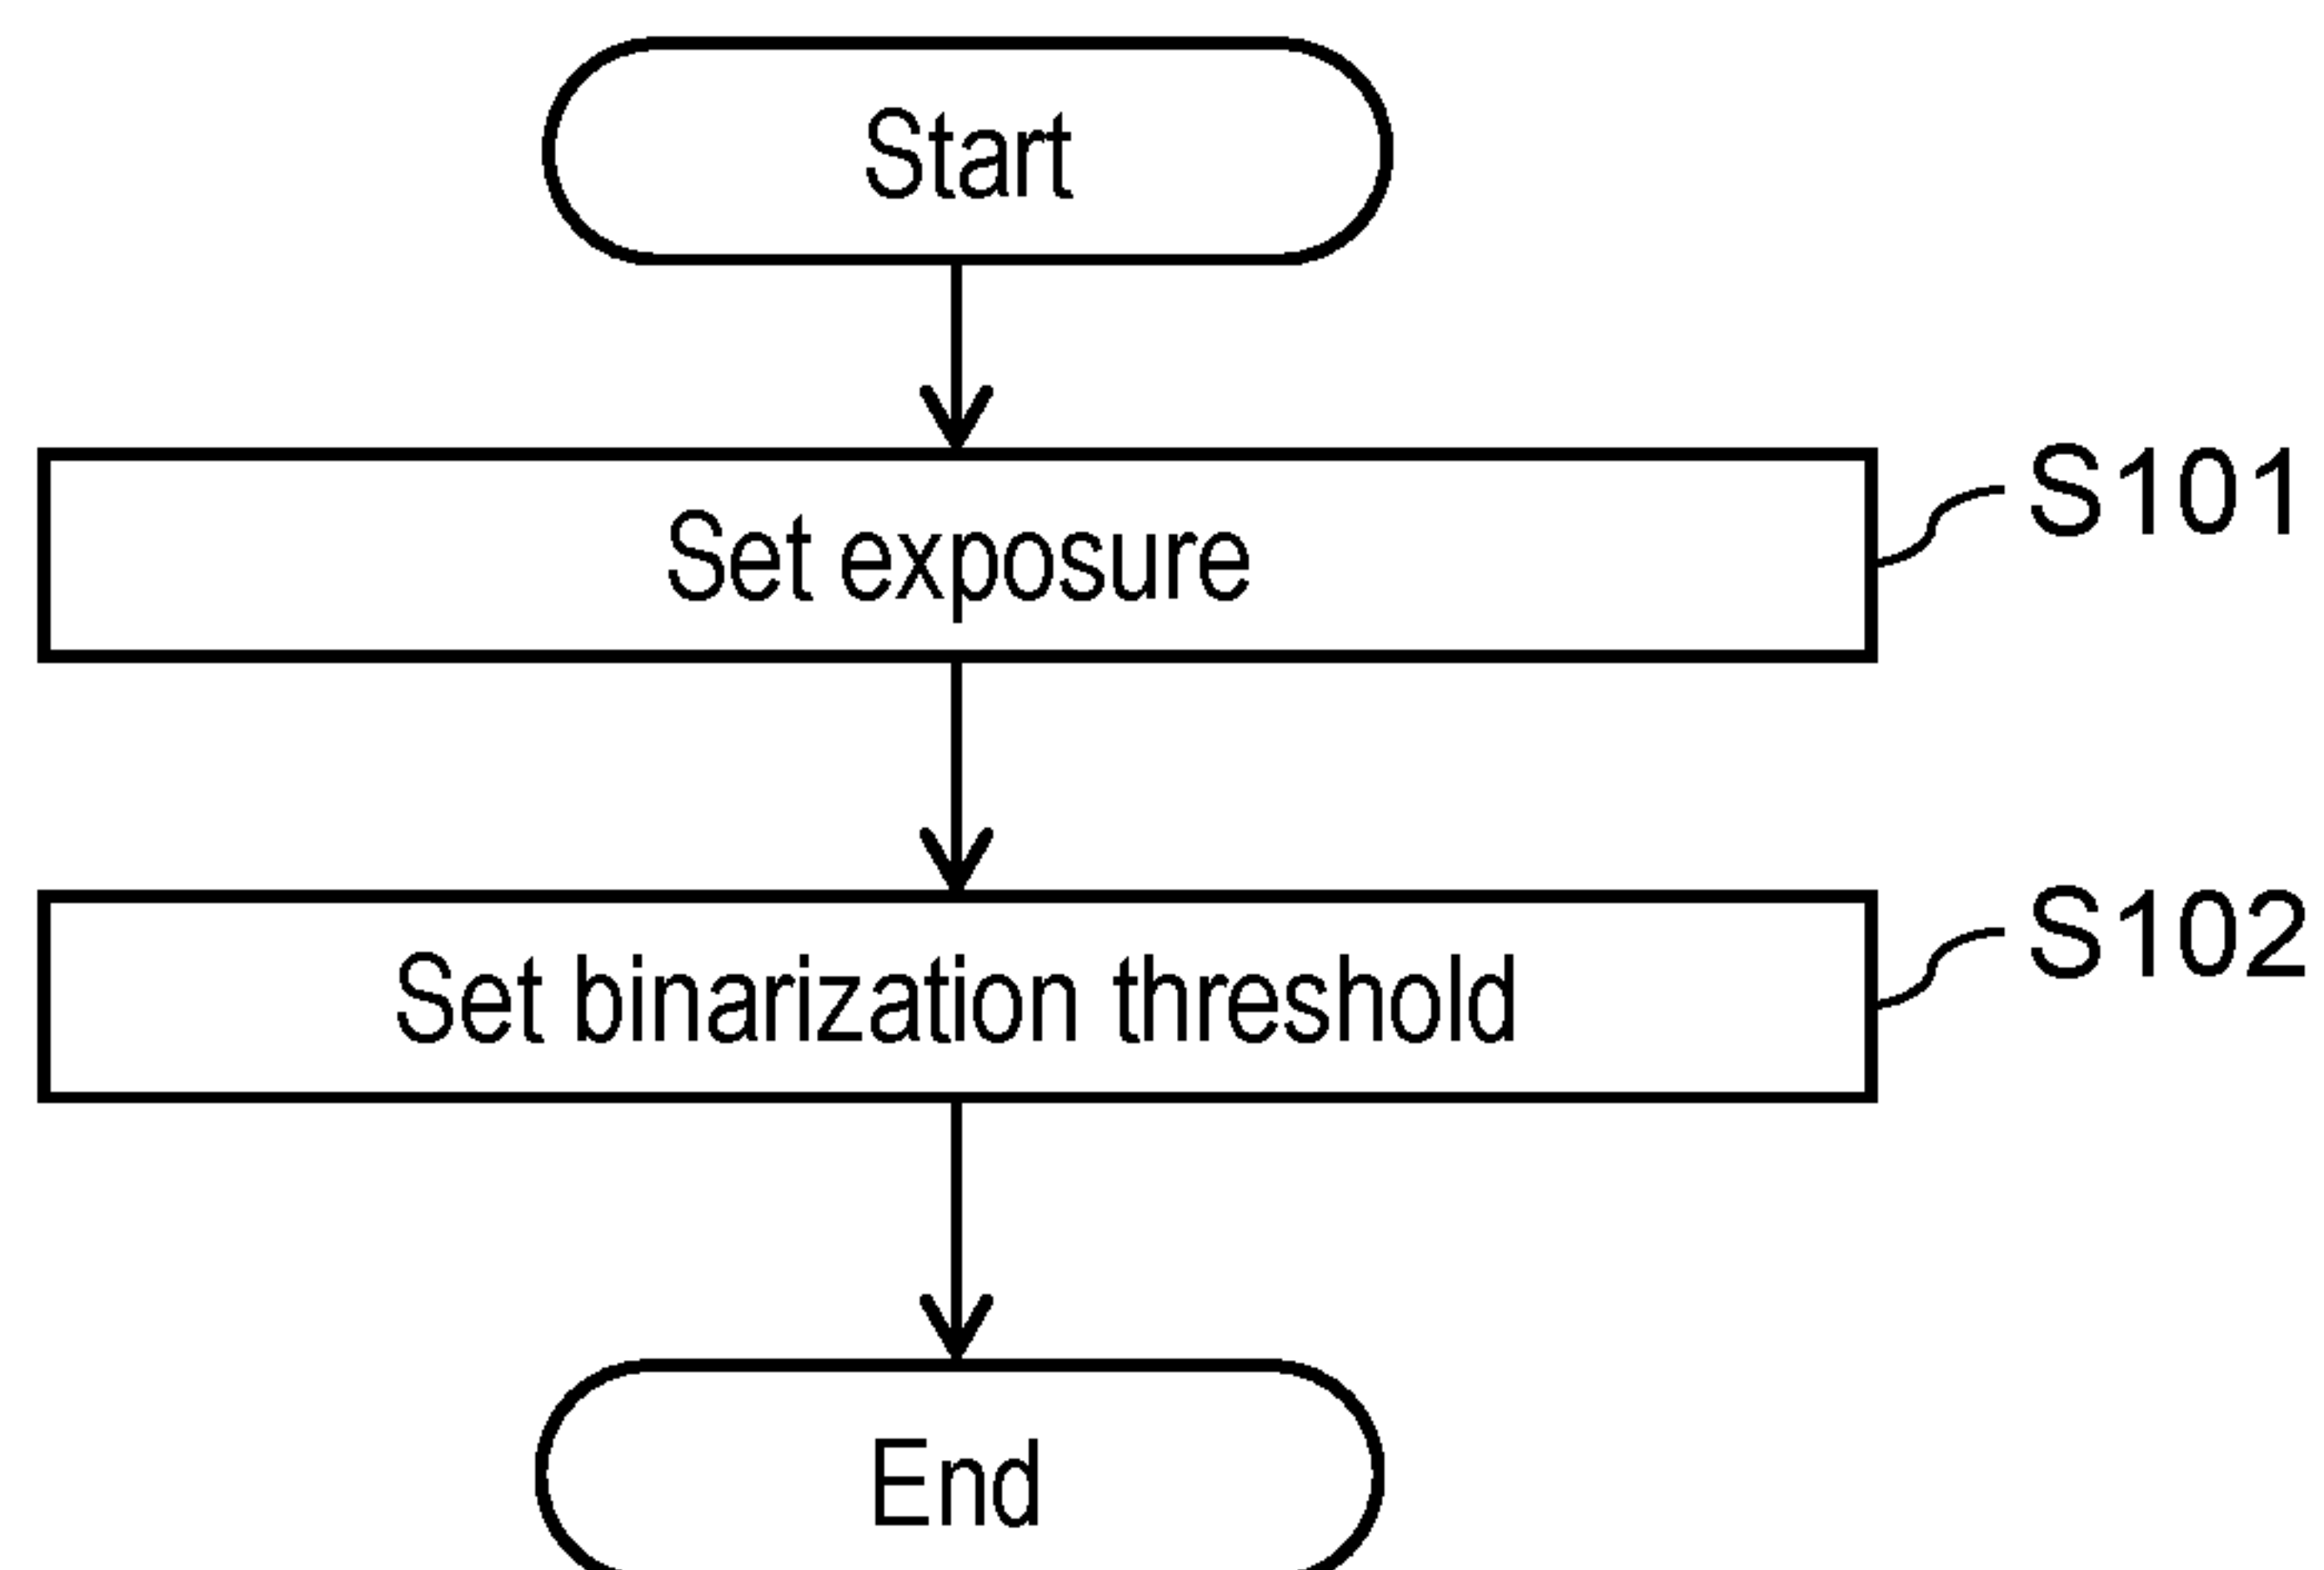 Start
Set exposure
S101
Set binarization threshold
S102
End